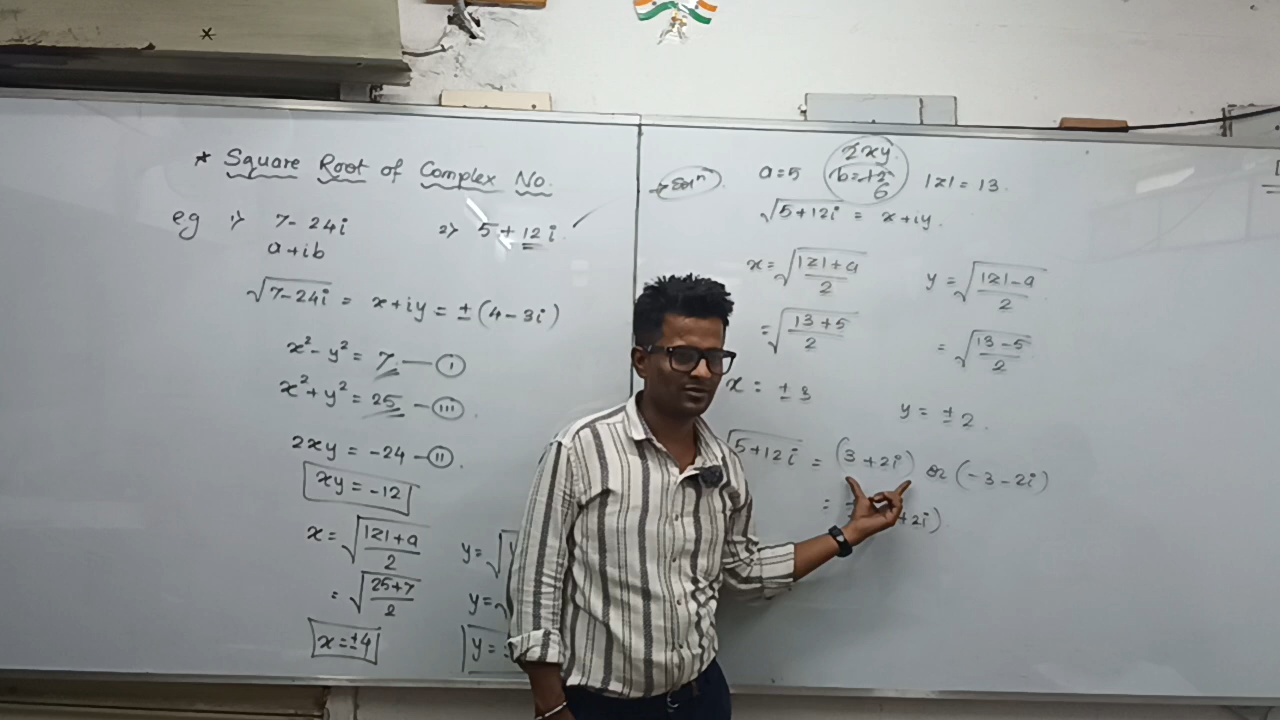 * Square Root of Complex No.
eg 1> 7-24i 2> 5+12i ✓
a+ib
√7-24i = x+iy = ±(4-3i)
x²-y² = 7 — I
x²+y² = 25 — III
2xy = -24 — II
xy = -12
x = √|z|+a/2
= √25+7/2
x = ±4
y = √
y = √
y = ±
→ Solⁿ a=5 2xy b=+12 6 |z| = 13.
√5+12i = x+iy.
x = √|z|+a/2 y = √|z|-a/2
= √13+5/2 = √13-5/2
x = ± 3 y = ± 2.
√5+12i = (3+2i) or (-3-2i)
= +2i)